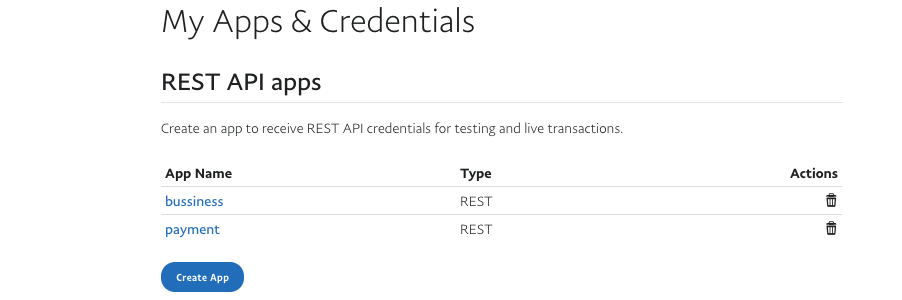 My Apps & Credentials
REST API apps
Create an app to receive REST API credentials for testing and live transactions.
App Name Type Actions
bussiness REST
payment REST
Create App